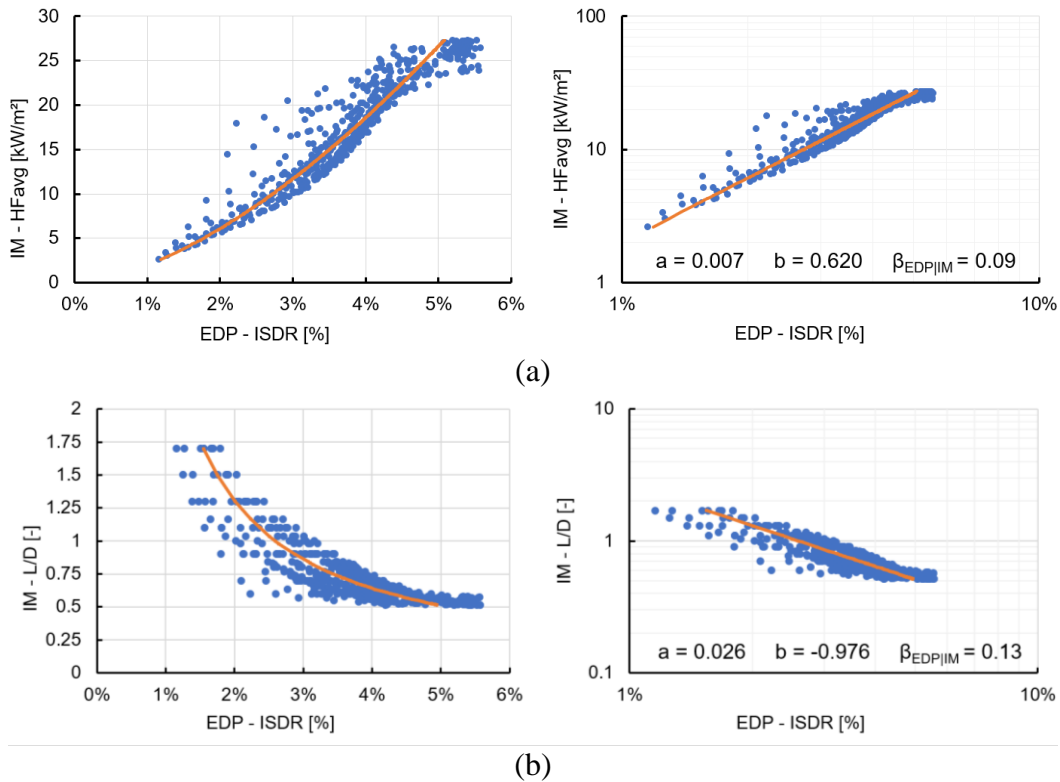 30
25
20
15
10
5
0
IM - HFavg [kW/m²]
0% 1% 2% 3% 4% 5% 6%
EDP - ISDR [%]
100
10
1
IM - HFavg [kW/m²]
a = 0.007 b = 0.620 βEDP|IM = 0.09
1% 10%
EDP - ISDR [%]
(a)
2
1.75
1.5
1.25
1
0.75
0.5
0.25
0
IM - L/D [-]
0% 1% 2% 3% 4% 5% 6%
EDP - ISDR [%]
10
1
0.1
IM - L/D [-]
a = 0.026 b = -0.976 βEDP|IM = 0.13
1% 10%
EDP - ISDR [%]
(b)